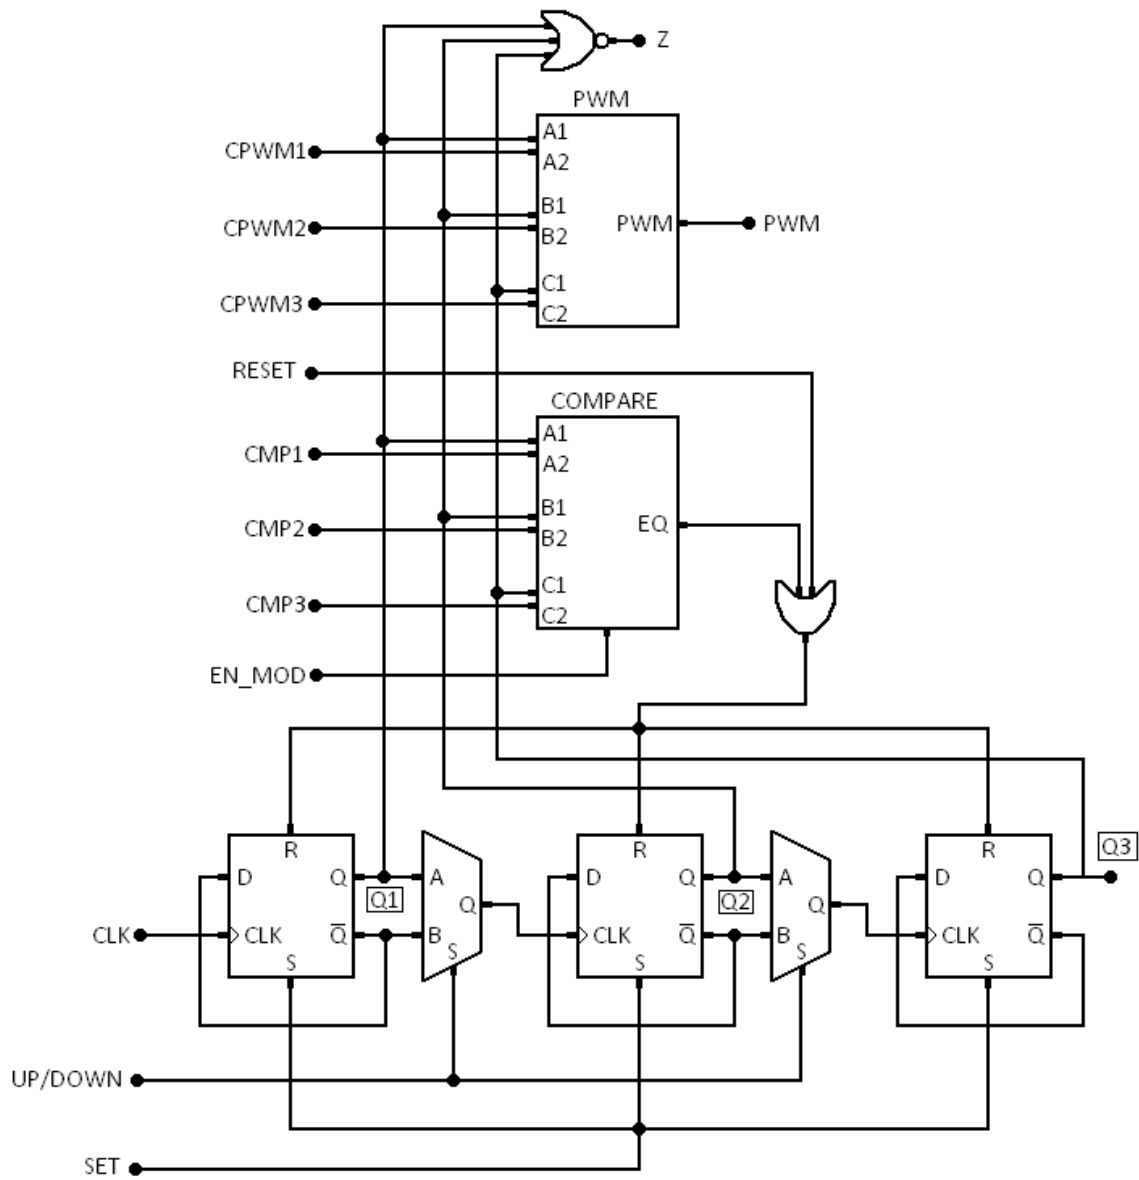 Z
PWM
CPWM1
A1
A2
CPWM2
B1
B2
PWM
PWM
CPWM3
C1
C2
RESET
COMPARE
CMP1
A1
A2
CMP2
B1
B2
EQ
CMP3
C1
C2
EN_MOD
R
R
R
Q3
D
Q
A
D
Q
A
D
Q
Q1
Q
Q2
Q
CLK
CLK
Q̅
B
CLK
Q̅
B
CLK
Q̅
S
S
S
S
S
UP/DOWN
SET